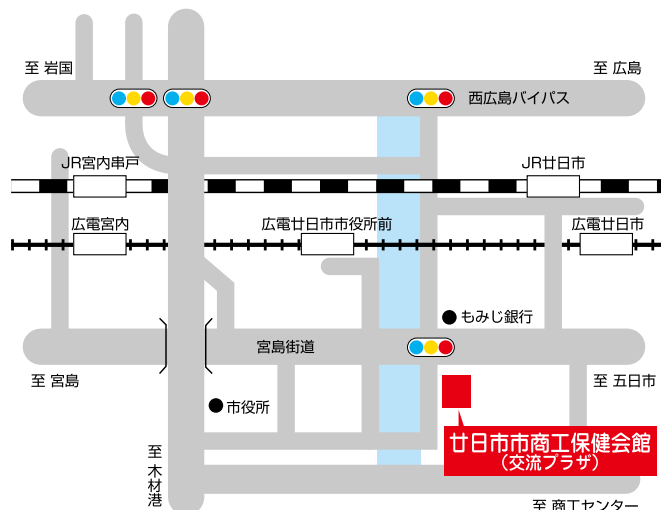 至 岩国
至 広島
西広島バイパス
JR宮内串戸
JR廿日市
広電宮内
広電廿日市市役所前
広電廿日市
もみじ銀行
宮島街道
至 宮島
至 五日市
市役所
廿日市市商工保健会館
(交流プラザ)
至 木材港
至 商工センター